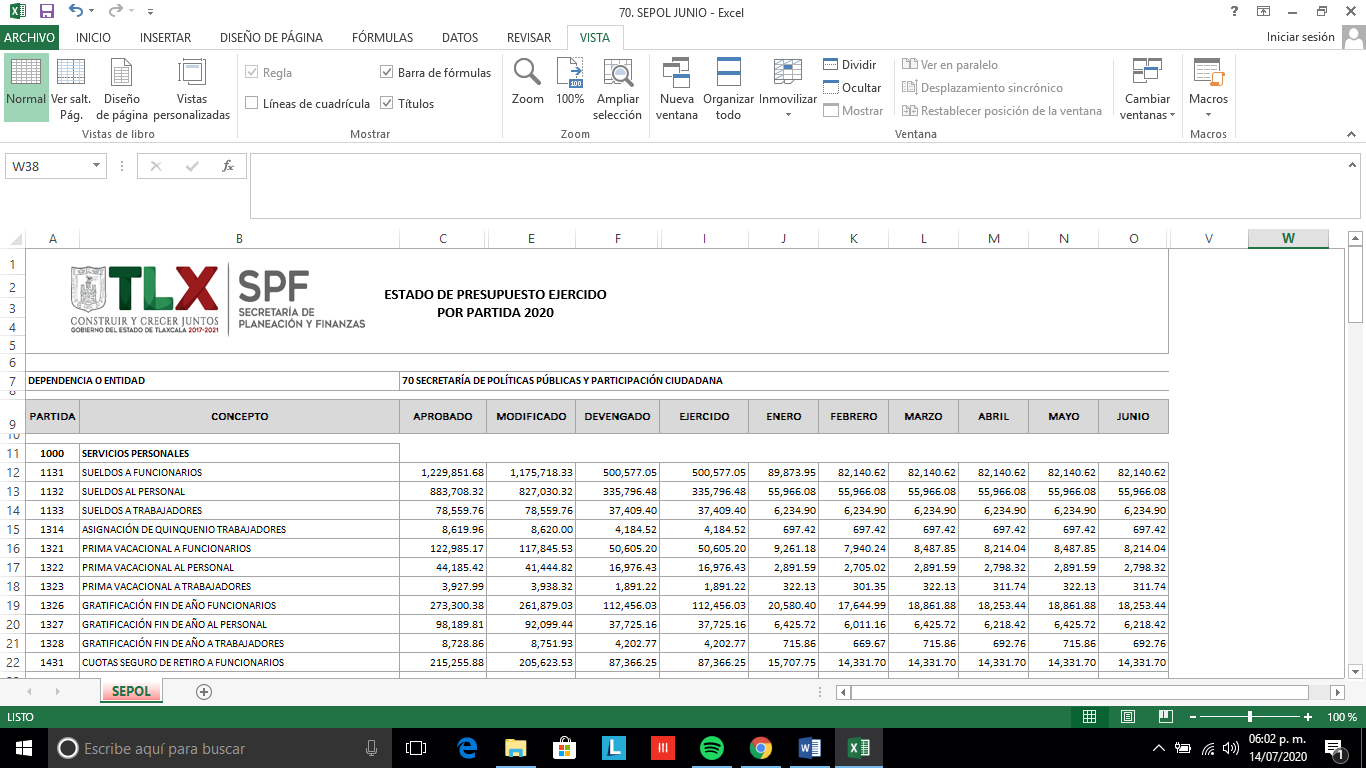 70. SEPOL JUNIO - Excel
ARCHIVO INICIO INSERTAR DISEÑO DE PÁGINA FÓRMULAS DATOS REVISAR VISTA Iniciar sesión
Normal Ver salt. Pág. Diseño de página Vistas personalizadas
Vistas de libro
Regla Barra de fórmulas
Líneas de cuadrícula Títulos
Mostrar
Zoom 100% Ampliar selección
Zoom
Nueva ventana Organizar todo Inmovilizar
Dividir Ver en paralelo
Ocultar Desplazamiento sincrónico
Mostrar Restablecer posición de la ventana
Cambiar ventanas
Ventana
Macros
Macros
W38 fx
A B C E F I J K L M N O V W
1
2
3
4
5
TLX
CONSTRUIR Y CRECER JUNTOS
GOBIERNO DEL ESTADO DE TLAXCALA 2017-2021
SPF
SECRETARÍA DE
PLANEACIÓN Y FINANZAS
ESTADO DE PRESUPUESTO EJERCIDO
POR PARTIDA 2020
6
7 DEPENDENCIA O ENTIDAD 70 SECRETARÍA DE POLÍTICAS PÚBLICAS Y PARTICIPACIÓN CIUDADANA
8
9 PARTIDA CONCEPTO APROBADO MODIFICADO DEVENGADO EJERCIDO ENERO FEBRERO MARZO ABRIL MAYO JUNIO
10
11 1000 SERVICIOS PERSONALES
12 1131 SUELDOS A FUNCIONARIOS 1,229,851.68 1,175,718.33 500,577.05 500,577.05 89,873.95 82,140.62 82,140.62 82,140.62 82,140.62 82,140.62
13 1132 SUELDOS AL PERSONAL 883,708.32 827,030.32 335,796.48 335,796.48 55,966.08 55,966.08 55,966.08 55,966.08 55,966.08 55,966.08
14 1133 SUELDOS A TRABAJADORES 78,559.76 78,559.76 37,409.40 37,409.40 6,234.90 6,234.90 6,234.90 6,234.90 6,234.90 6,234.90
15 1314 ASIGNACIÓN DE QUINQUENIO TRABAJADORES 8,619.96 8,620.00 4,184.52 4,184.52 697.42 697.42 697.42 697.42 697.42 697.42
16 1321 PRIMA VACACIONAL A FUNCIONARIOS 122,985.17 117,845.53 50,605.20 50,605.20 9,261.18 7,940.24 8,487.85 8,214.04 8,487.85 8,214.04
17 1322 PRIMA VACACIONAL AL PERSONAL 44,185.42 41,444.82 16,976.43 16,976.43 2,891.59 2,705.02 2,891.59 2,798.32 2,891.59 2,798.32
18 1323 PRIMA VACACIONAL A TRABAJADORES 3,927.99 3,938.32 1,891.22 1,891.22 322.13 301.35 322.13 311.74 322.13 311.74
19 1326 GRATIFICACIÓN FIN DE AÑO FUNCIONARIOS 273,300.38 261,879.03 112,456.03 112,456.03 20,580.40 17,644.99 18,861.88 18,253.44 18,861.88 18,253.44
20 1327 GRATIFICACIÓN FIN DE AÑO AL PERSONAL 98,189.81 92,099.44 37,725.16 37,725.16 6,425.72 6,011.16 6,425.72 6,218.42 6,425.72 6,218.42
21 1328 GRATIFICACIÓN FIN DE AÑO A TRABAJADORES 8,728.86 8,751.93 4,202.77 4,202.77 715.86 669.67 715.86 692.76 715.86 692.76
22 1431 CUOTAS SEGURO DE RETIRO A FUNCIONARIOS 215,255.88 205,623.53 87,366.25 87,366.25 15,707.75 14,331.70 14,331.70 14,331.70 14,331.70 14,331.70
SEPOL
LISTO 100 %
Escribe aquí para buscar
06:02 p. m.
14/07/2020
1